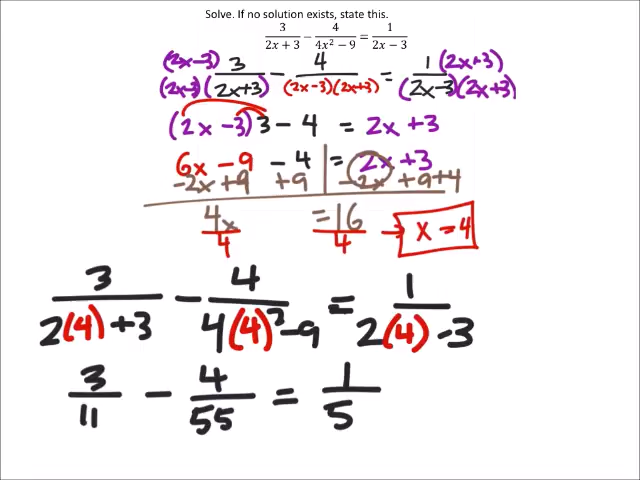 Solve. If no solution exists, state this.
3/(2x + 3) − 4/(4x² − 9) = 1/(2x − 3)
(2x-3)/(2x-3) (3/(2x+3)) − 4/((2x-3)(2x+3)) = 1(2x+3)/((2x-3)(2x+3))
(2x -3)3 − 4 = 2x +3
6x − 9 − 4 = 2x +3
-2x +9 +9 -2x +9+4
4x = 16
4 4 → x = 4
3/(2(4)+3) − 4/(4(4)²-9) = 1/(2(4)-3)
3/11 − 4/55 = 1/5